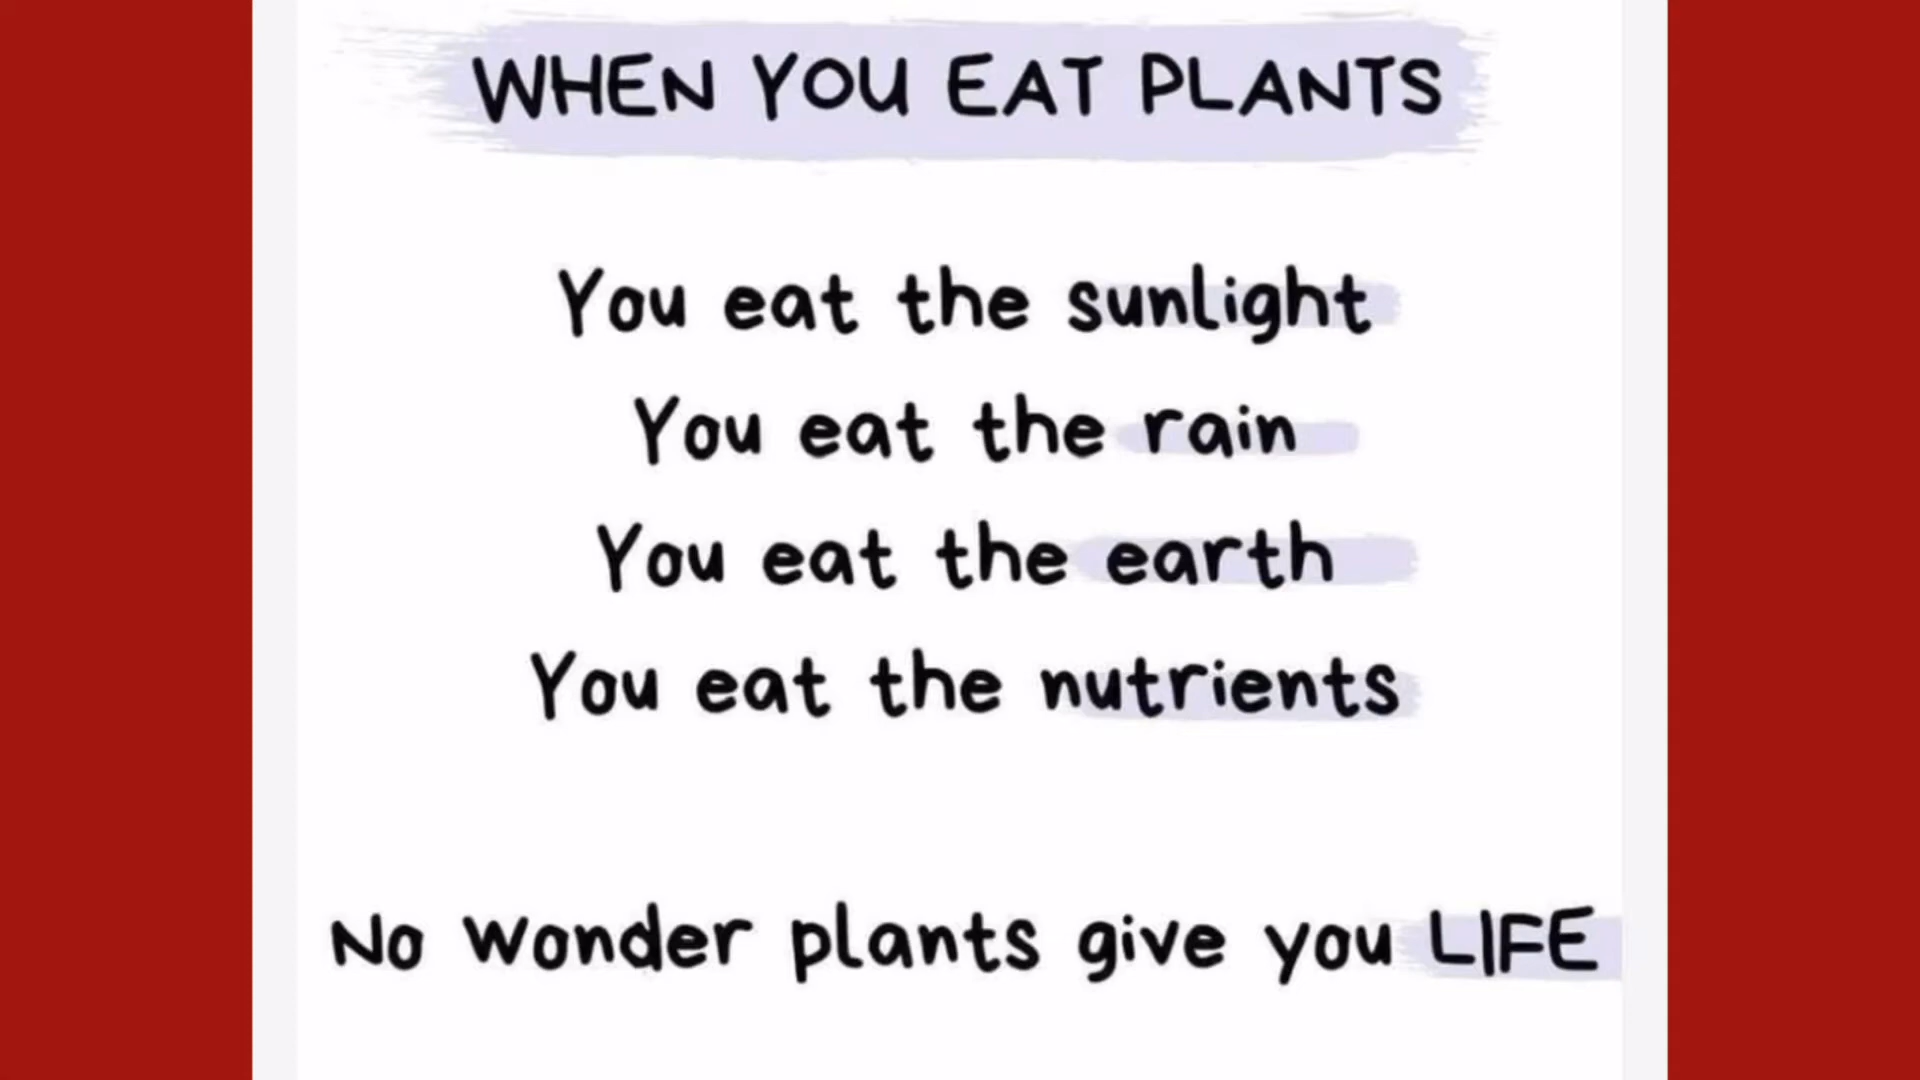 WHEN YOU EAT PLANTS
You eat the sunlight
You eat the rain
You eat the earth
You eat the nutrients
No wonder plants give you LIFE